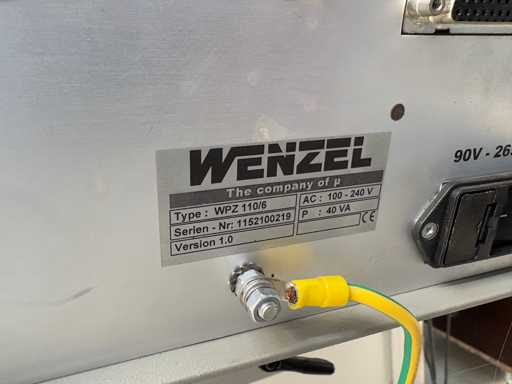 WENZEL
The company of µ
Type : WPZ 110/6
AC : 100 - 240 V
Serien - Nr: 1152100219
P : 40 VA
Version 1.0
CE
90V - 26